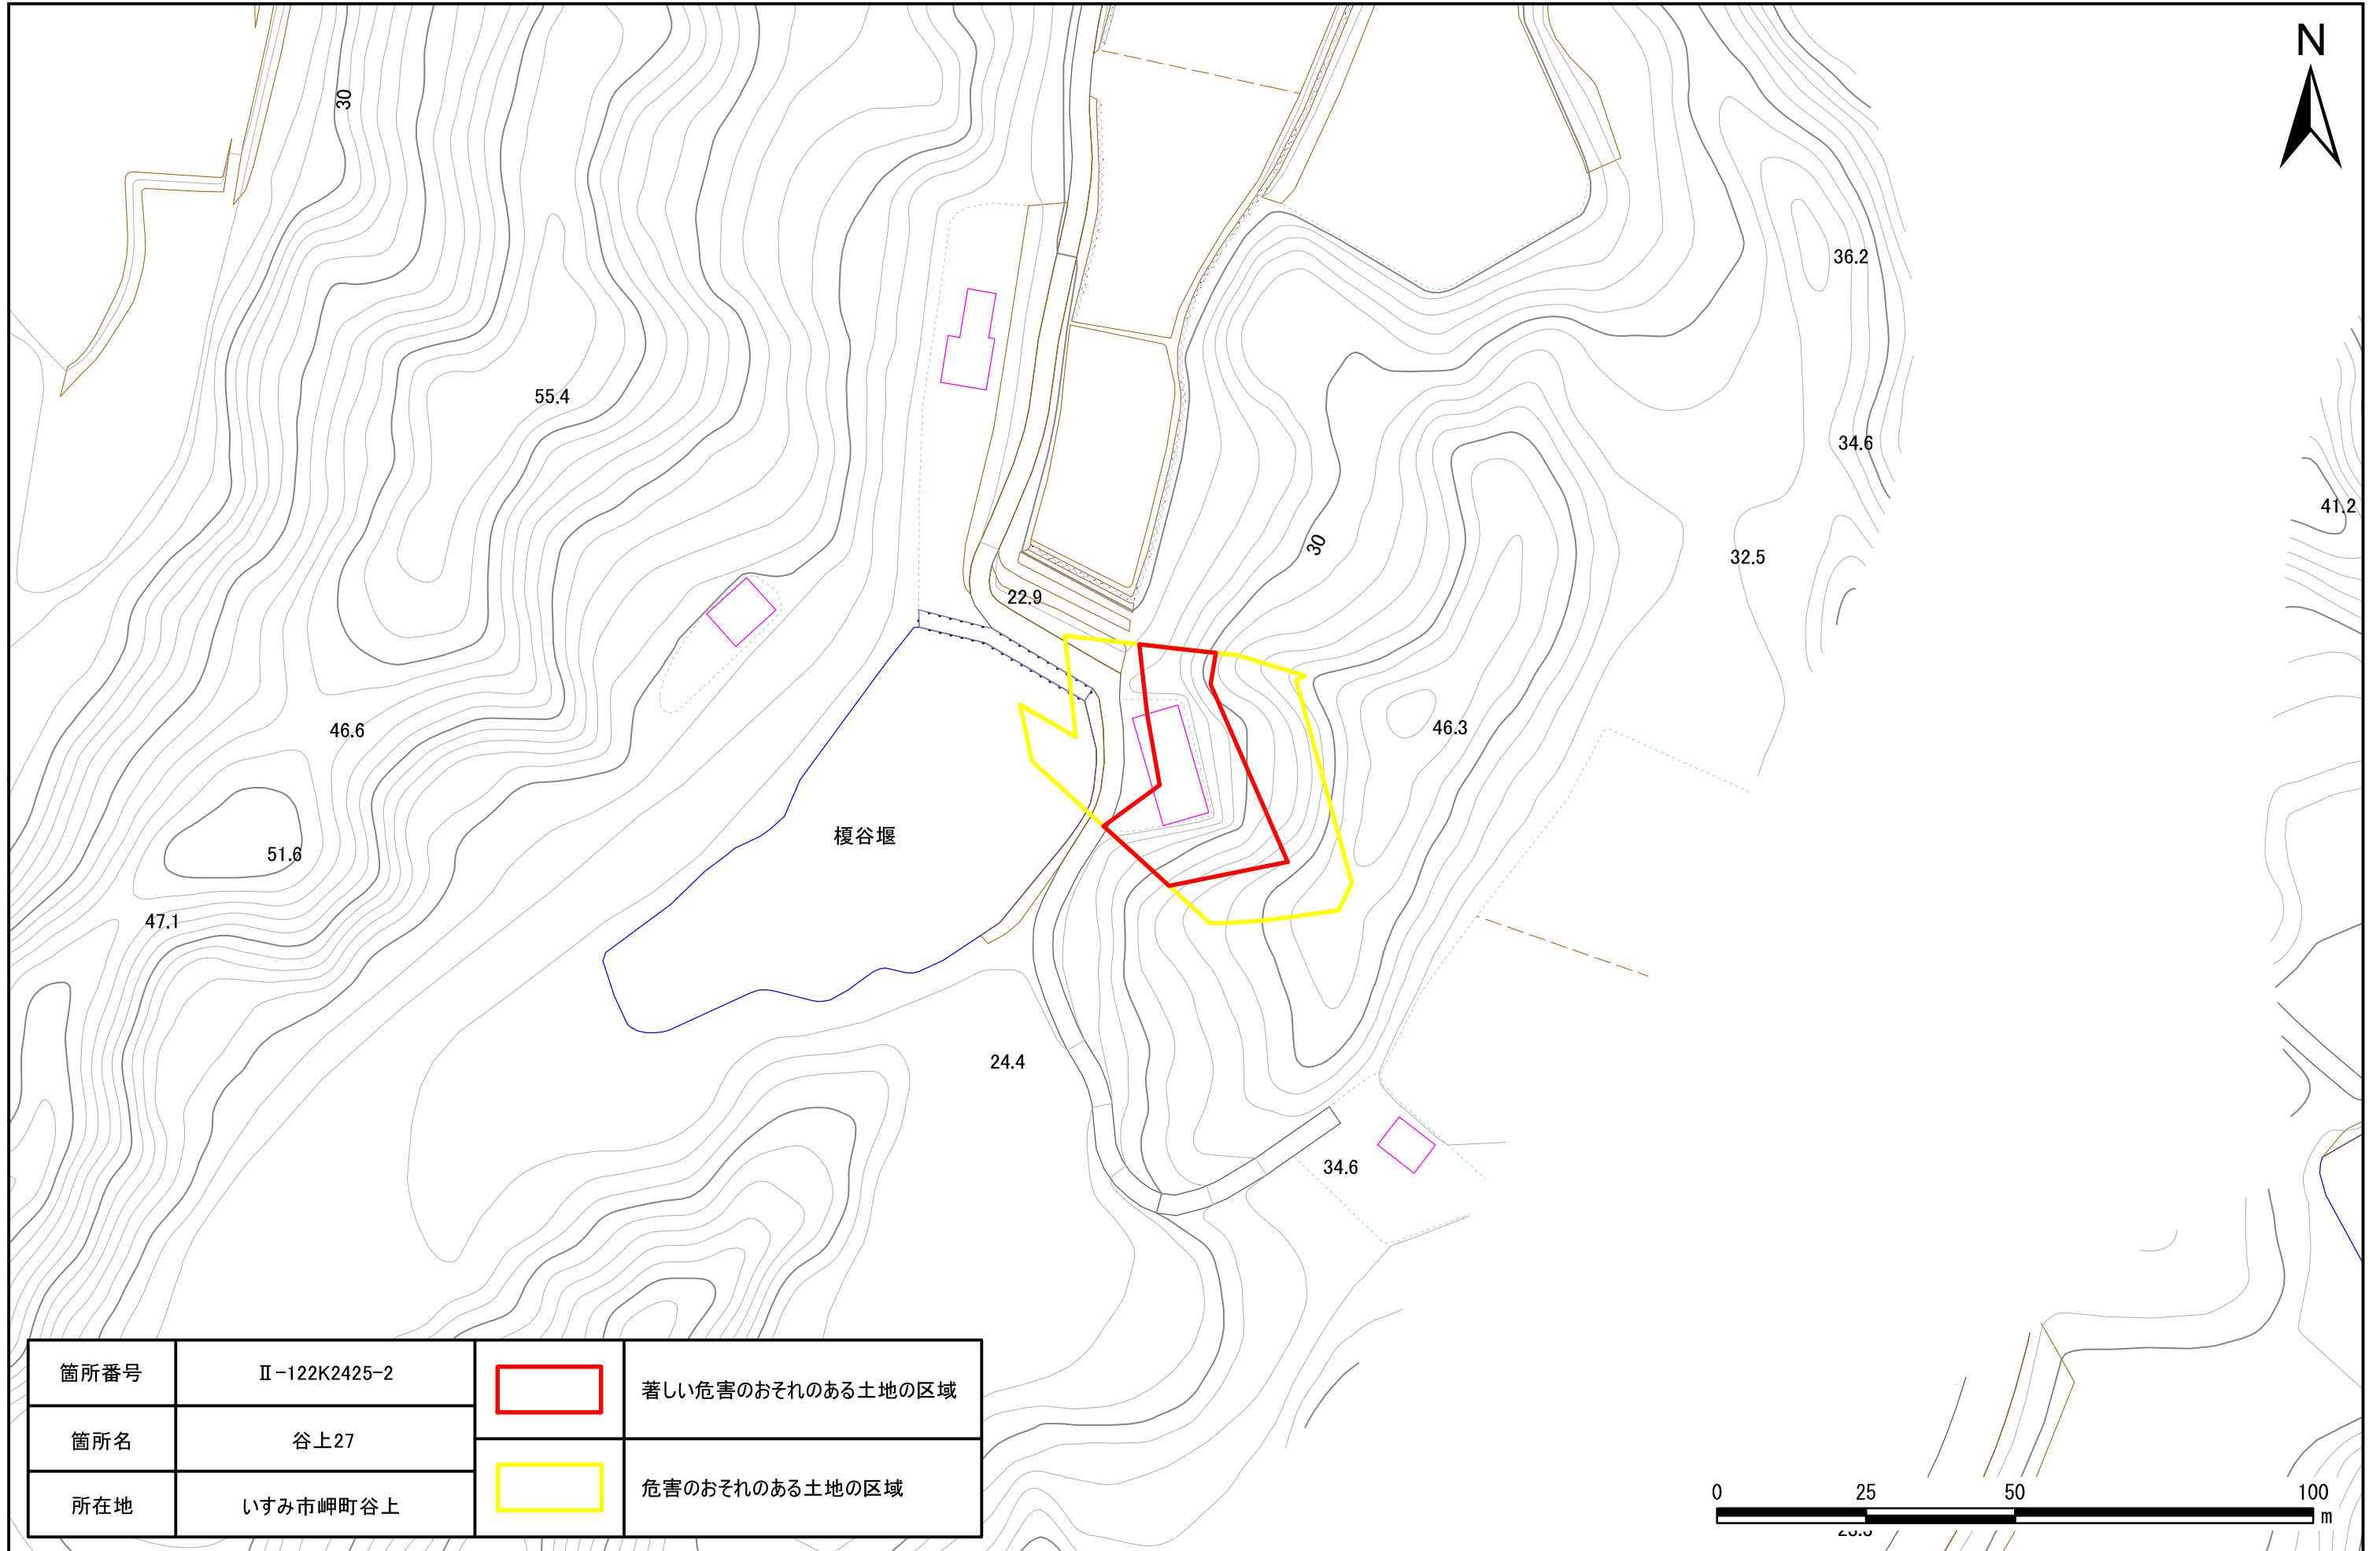 N
30
36.2
55.4
34.6
41.2
30
32.5
22.9
46.6
46.3
榎谷堰
51.6
47.1
24.4
34.6
箇所番号 Ⅱ-122K2425-2
箇所名 谷上27
所在地 いすみ市岬町谷上
著しい危害のおそれのある土地の区域
危害のおそれのある土地の区域
0 25 50 100
m